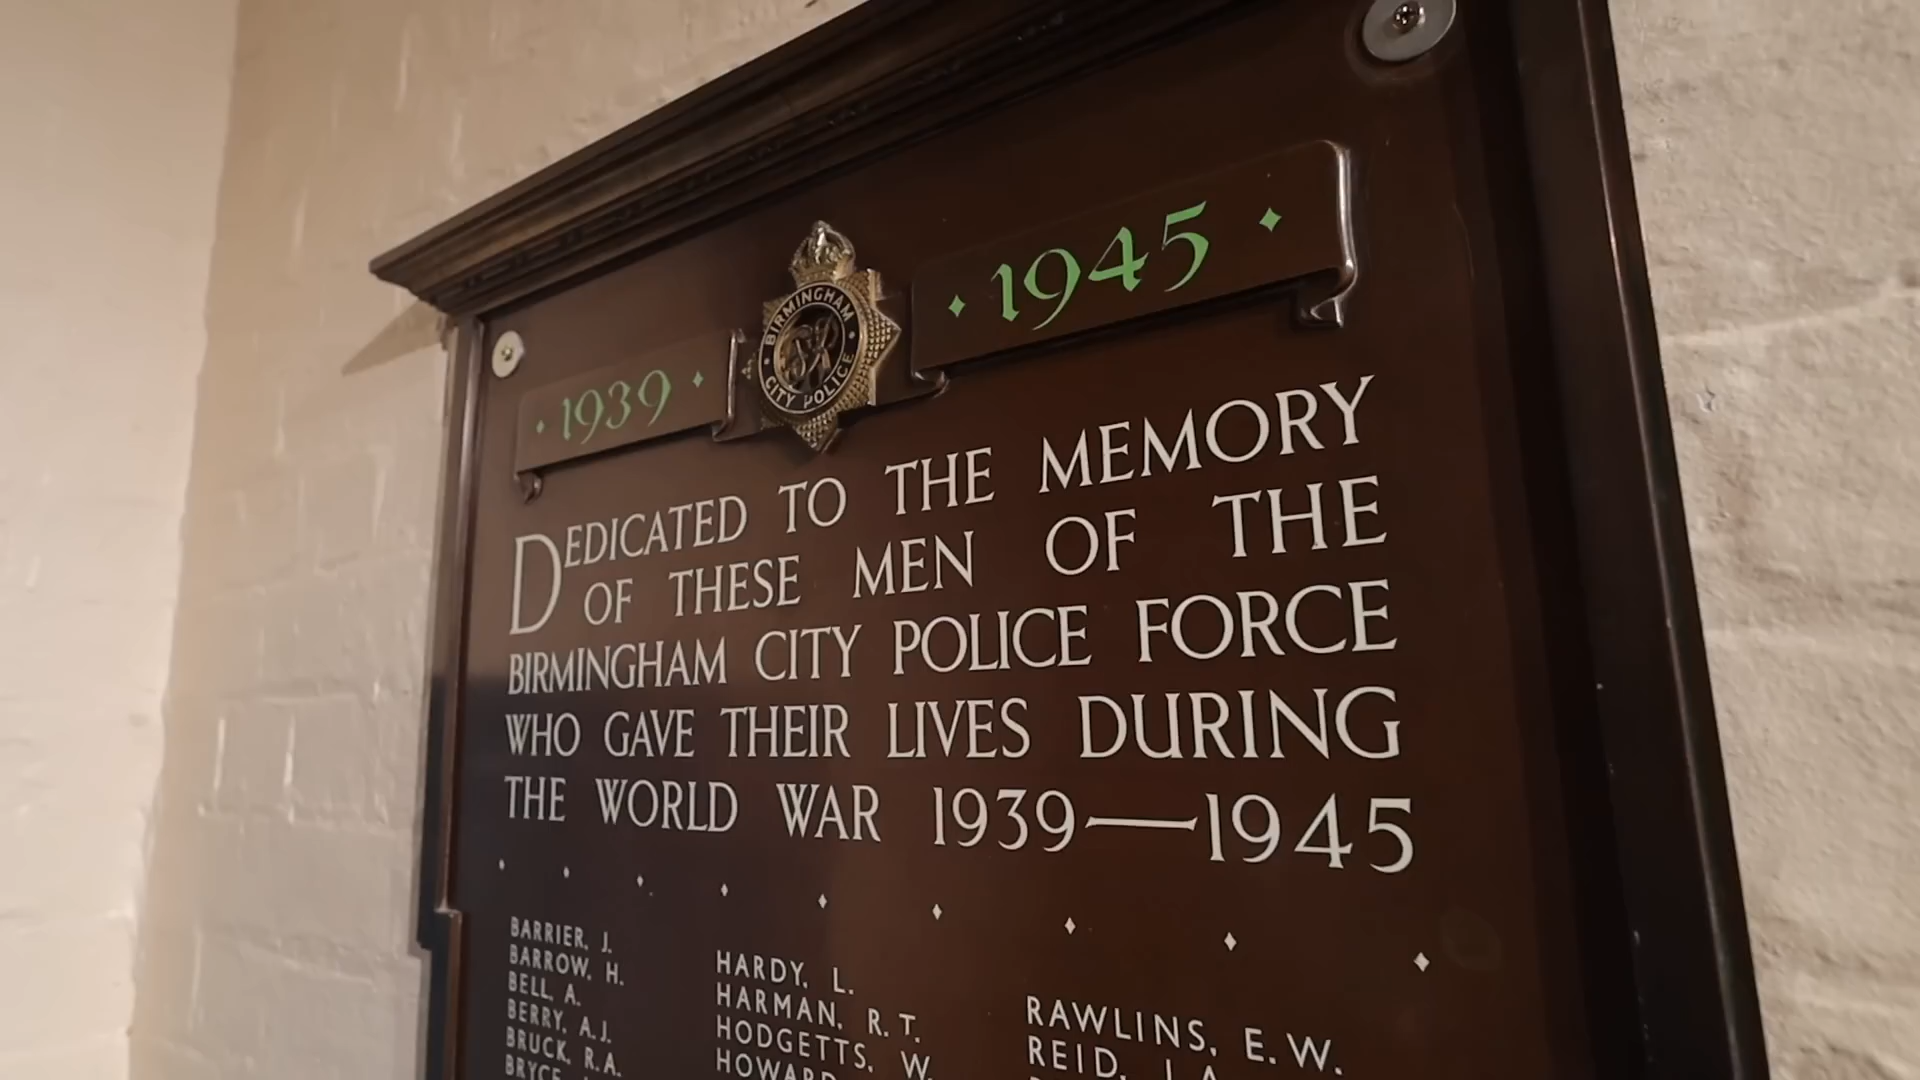 · 1939 ·
BIRMINGHAM
CITY POLICE
· 1945 ·
DEDICATED TO THE MEMORY
OF THESE MEN OF THE
BIRMINGHAM CITY POLICE FORCE
WHO GAVE THEIR LIVES DURING
THE WORLD WAR 1939—1945
BARRIER. J.
BARROW. H.
BELL. A.
BERRY. A.J.
BRUCK. R.A.
BRYCE.
HARDY. L.
HARMAN. R.T.
HODGETTS. W.
HOWARD
RAWLINS. E.W.
REID.